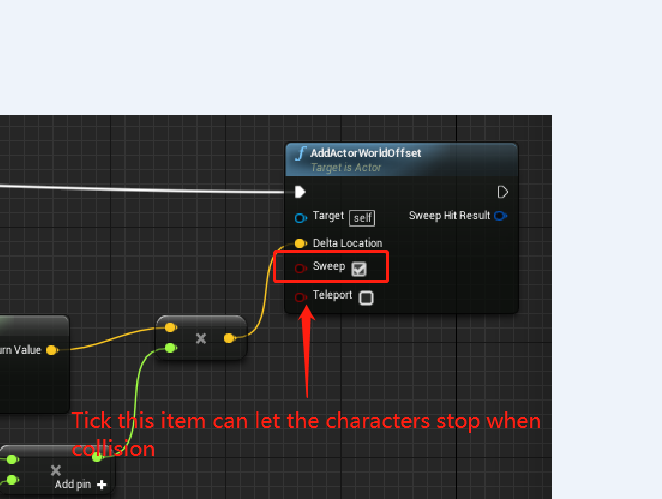 AddActorWorldOffset
Target is Actor
Target self Sweep Hit Result
Delta Location
Sweep
Teleport
urn Value
Tick this item can let the characters stop when
collision
Add pin